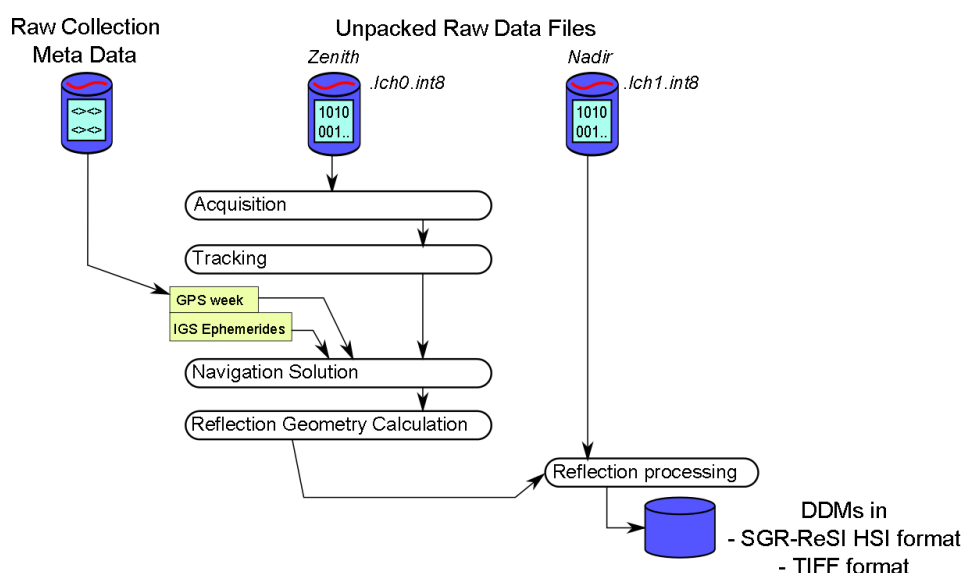 Raw Collection
Meta Data
Unpacked Raw Data Files
Zenith
.lch0.int8
Nadir
.lch1.int8
<><>
<><>
1010
001..
1010
001..
Acquisition
Tracking
GPS week
IGS Ephemerides
Navigation Solution
Reflection Geometry Calculation
Reflection processing
DDMs in
- SGR-ReSI HSI format
- TIFF format